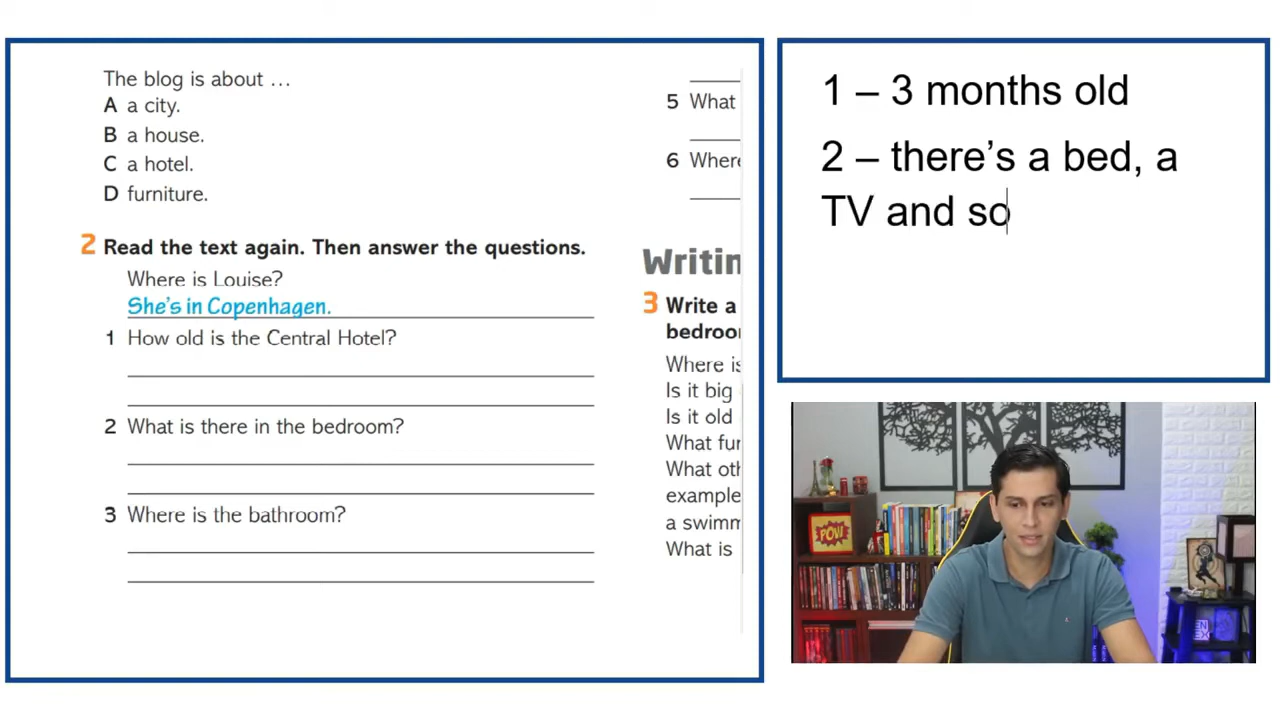 The blog is about …
A a city.
B a house.
C a hotel.
D furniture.
2 Read the text again. Then answer the questions.
Where is Louise?
She's in Copenhagen.
1 How old is the Central Hotel?
2 What is there in the bedroom?
3 Where is the bathroom?
5 What
6 Where
Writin
3 Write a
bedroo
Where is
Is it big
Is it old
What fur
What oth
example
a swimm
What is
1 – 3 months old
2 – there’s a bed, a
TV and so
POW!